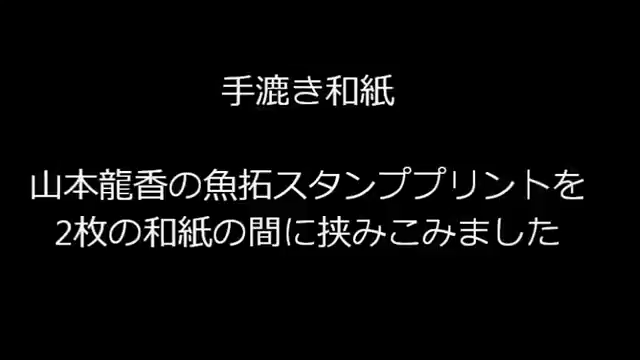 手漉き和紙
山本龍香の魚拓スタンププリントを
2枚の和紙の間に挟みこみました